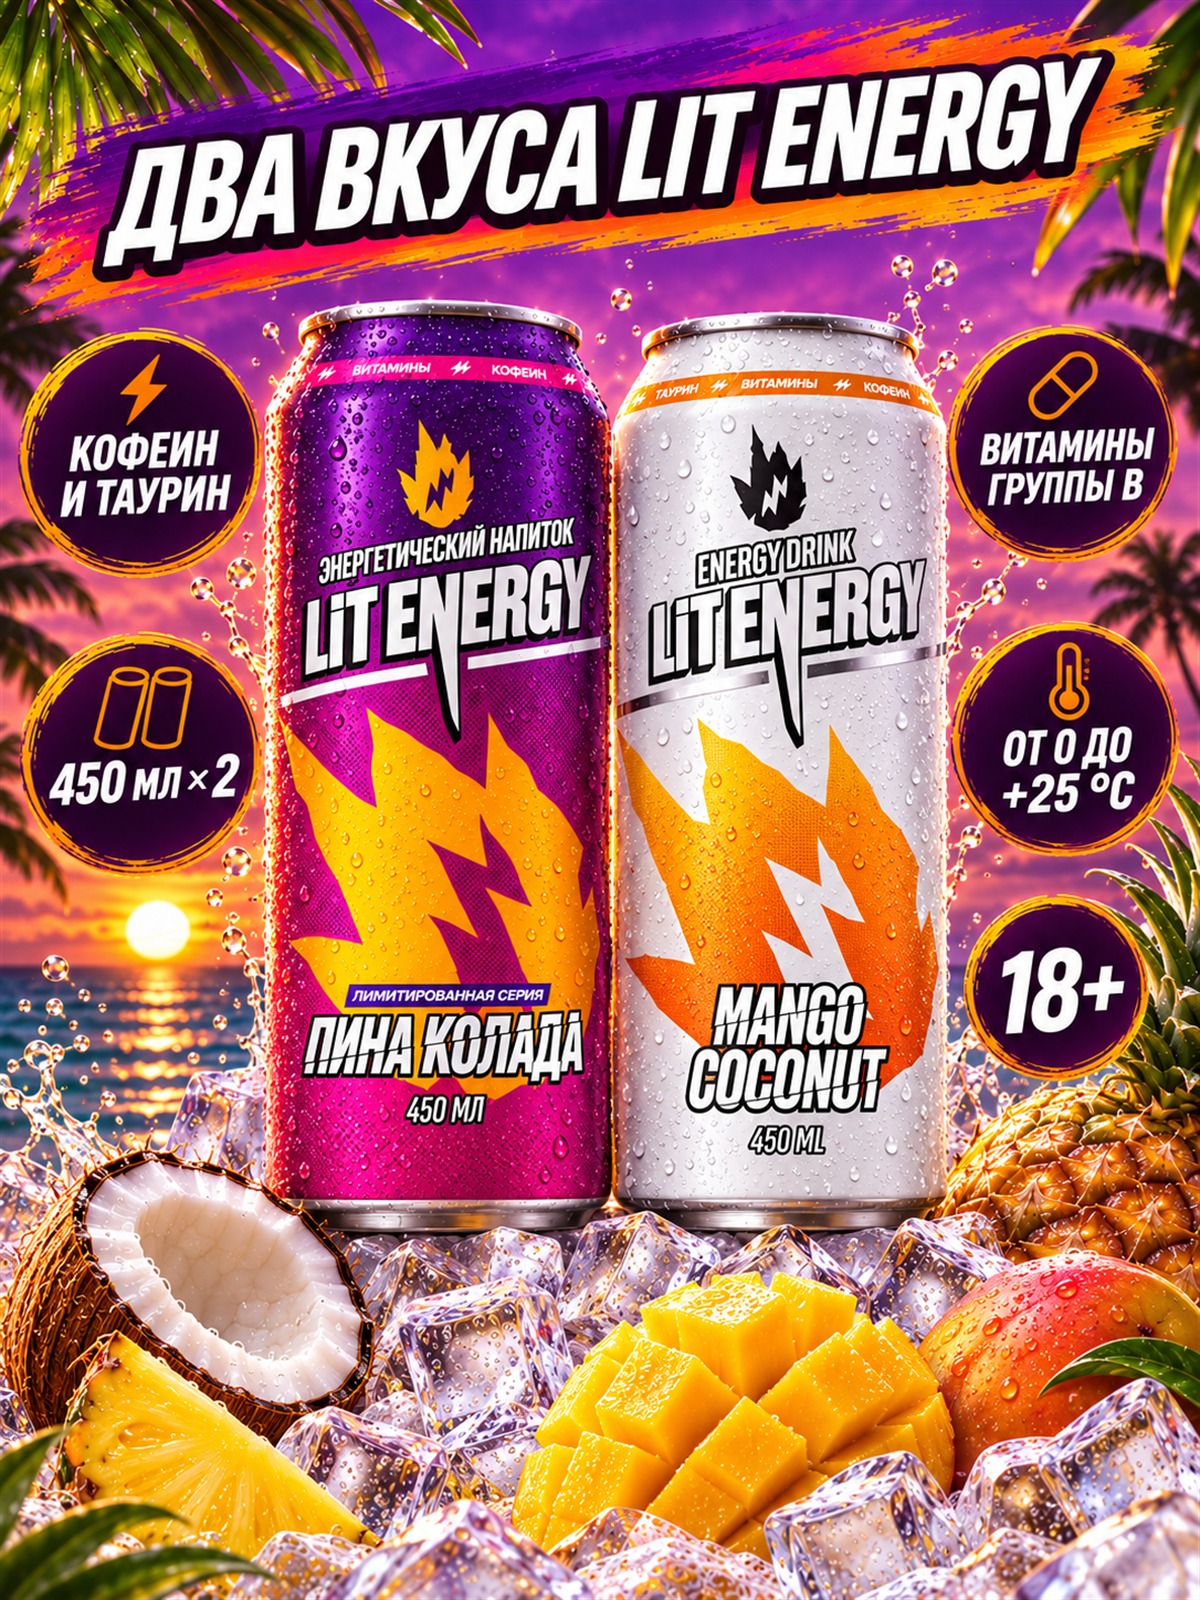 ДВА ВКУСА LIT ENERGY
КОФЕИН
И ТАУРИН
450 МЛ × 2
ВИТАМИНЫ КОФЕИН
ЭНЕРГЕТИЧЕСКИЙ НАПИТОК
LiT ENERGY
ЛИМИТИРОВАННАЯ СЕРИЯ
ПИНА КОЛАДА
450 МЛ
ТАУРИН ВИТАМИНЫ КОФЕИН
ENERGY DRINK
LiT ENERGY
MANGO
COCONUT
450 ML
ВИТАМИНЫ
ГРУППЫ В
ОТ 0 ДО
+25 °C
18+